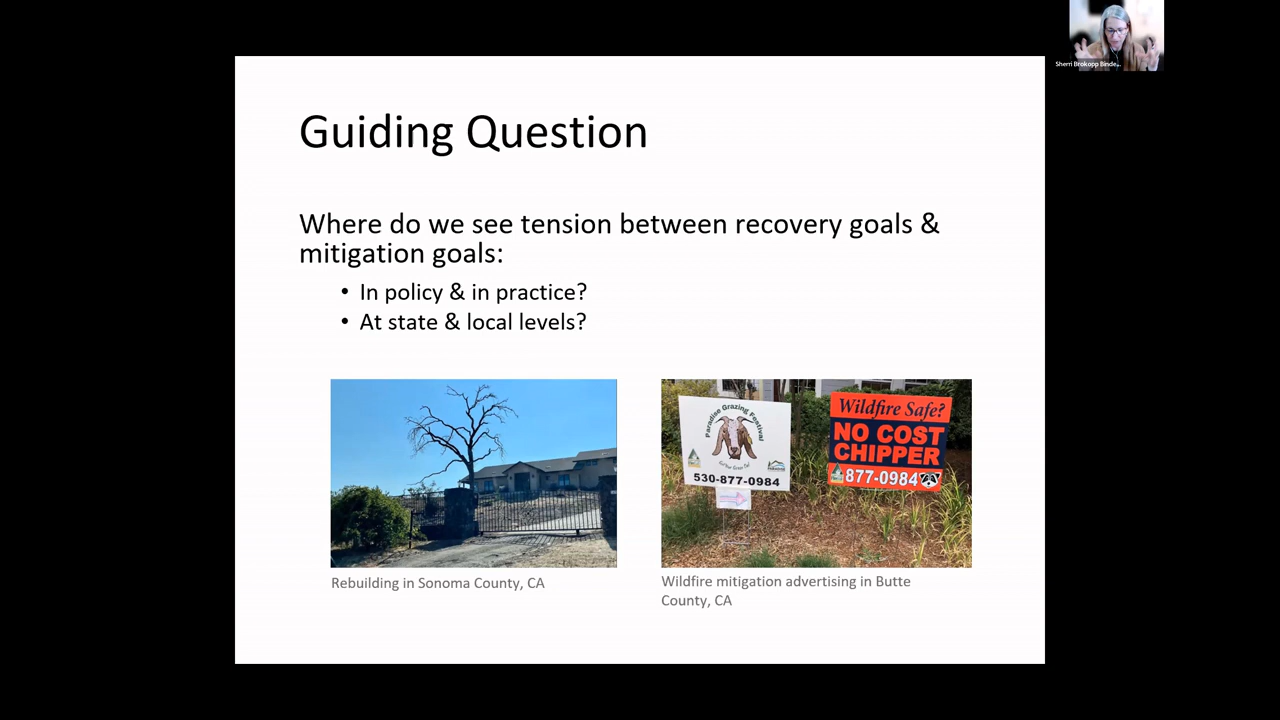 Sherri Brokopp Binde...
Guiding Question
Where do we see tension between recovery goals &
mitigation goals:
• In policy & in practice?
• At state & local levels?
Paradise Grazing Festival
530-877-0984
Wildfire Safe?
NO COST
CHIPPER
877-0984
Rebuilding in Sonoma County, CA
Wildfire mitigation advertising in Butte
County, CA